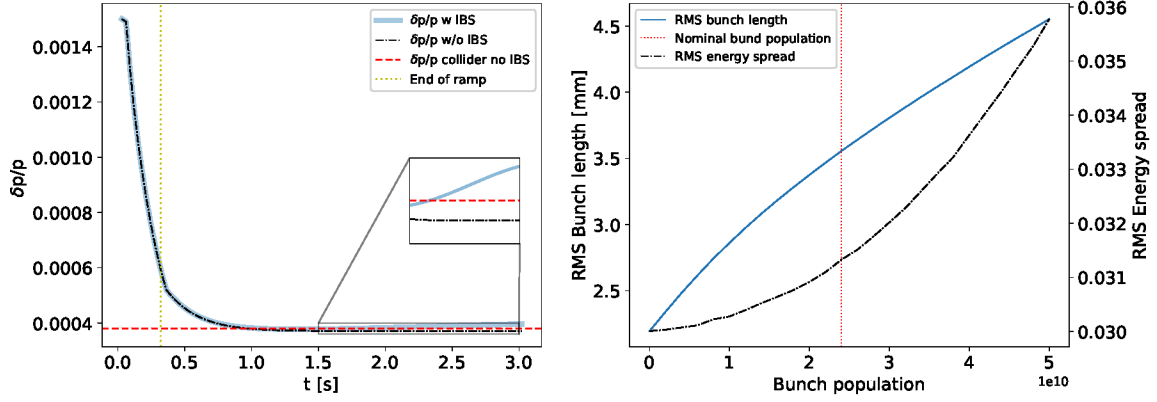 δp/p w IBS
δp/p w/o IBS
δp/p collider no IBS
End of ramp
0.0014
0.0012
0.0010
0.0008
0.0006
0.0004
δp/p
0.0
0.5
1.0
1.5
2.0
2.5
3.0
t [s]
RMS bunch length
Nominal bund population
RMS energy spread
4.5
4.0
3.5
3.0
2.5
RMS Bunch length [mm]
0.036
0.035
0.034
0.033
0.032
0.031
0.030
RMS Energy spread
0
1
2
3
4
5
1e10
Bunch population